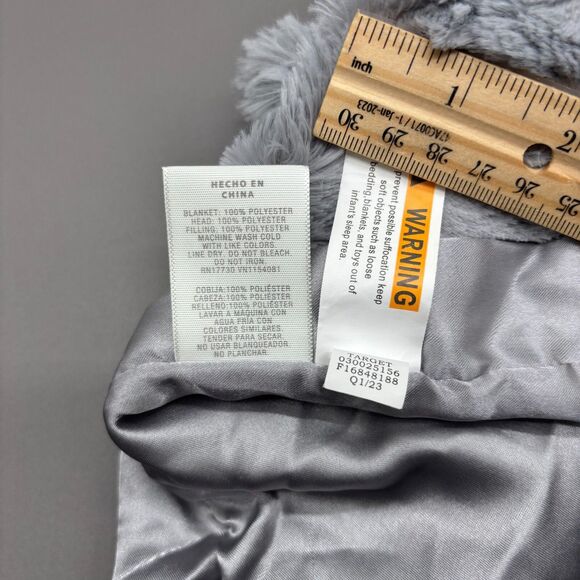 HECHO EN
CHINA
BLANKET: 100% POLYESTER
HEAD: 100% POLYESTER
FILLING: 100% POLYESTER
MACHINE WASH COLD
WITH LIKE COLORS.
LINE DRY. DO NOT BLEACH.
DO NOT IRON.
RN17730 VN1154081
COBIJA:100% POLIÉSTER
CABEZA:100% POLIÉSTER
RELLENO:100% POLIÉSTER
LAVAR A MÁQUINA CON
AGUA FRÍA CON
COLORES SIMILARES.
TENDER PARA SECAR.
NO USAR BLANQUEADOR.
NO PLANCHAR.
WARNING
prevent possible suffocation keep
soft objects such as loose
bedding, blankets, and toys out of
infant's sleep area.
TARGET
030025156
F16848188
Q1/23
inch
1
2
47AC0071/1-Jan-2023
30
29
28
27
26
25